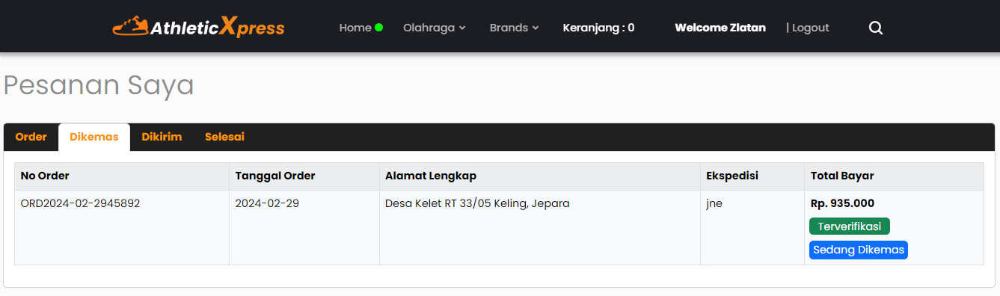 AthleticXpress Home Olahraga Brands Keranjang : 0 Welcome Zlatan | Logout
Pesanan Saya
Order Dikemas Dikirim Selesai
No Order Tanggal Order Alamat Lengkap Ekspedisi Total Bayar
ORD2024-02-2945892 2024-02-29 Desa Kelet RT 33/05 Keling, Jepara jne Rp. 935.000
Terverifikasi
Sedang Dikemas